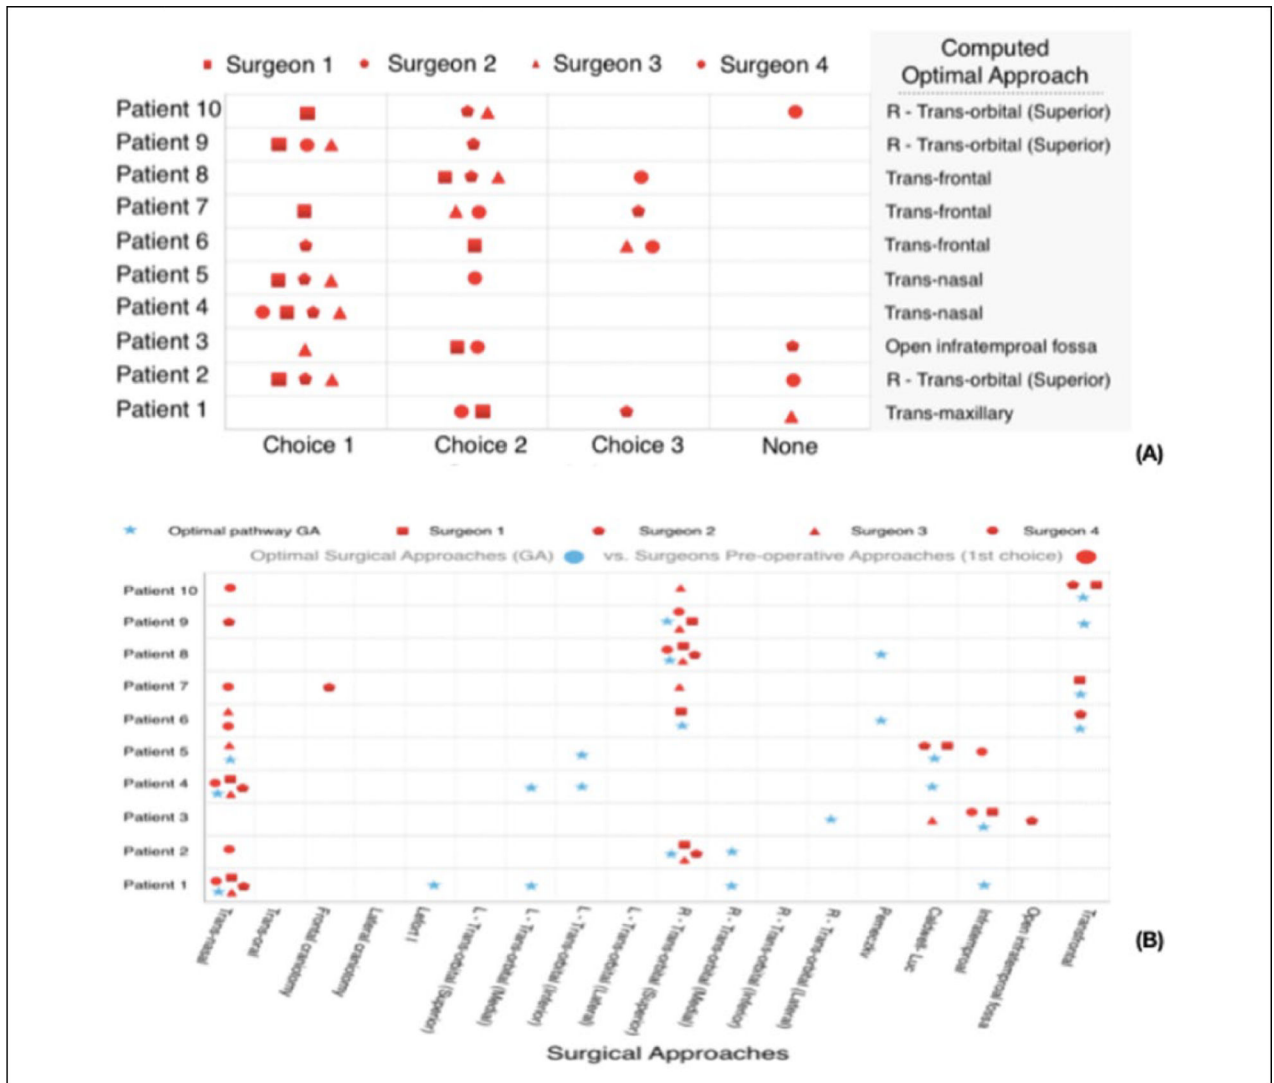 Surgeon 1 Surgeon 2 Surgeon 3 Surgeon 4
Computed
Optimal Approach
Patient 10 R - Trans-orbital (Superior)
Patient 9 R - Trans-orbital (Superior)
Patient 8 Trans-frontal
Patient 7 Trans-frontal
Patient 6 Trans-frontal
Patient 5 Trans-nasal
Patient 4 Trans-nasal
Patient 3 Open infratemproal fossa
Patient 2 R - Trans-orbital (Superior)
Patient 1 Trans-maxillary
Choice 1 Choice 2 Choice 3 None
(A)
Optimal pathway GA Surgeon 1 Surgeon 2 Surgeon 3 Surgeon 4
Optimal Surgical Approaches (GA) vs. Surgeons Pre-operative Approaches (1st choice)
Patient 10
Patient 9
Patient 8
Patient 7
Patient 6
Patient 5
Patient 4
Patient 3
Patient 2
Patient 1
Trans-nasal
Trans-oral
Frontal craniotomy
Lateral craniotomy
Lefort I
L - Trans-orbital (Superior)
L - Trans-orbital (Medial)
L - Trans-orbital (Inferior)
L - Trans-orbital (Lateral)
R - Trans-orbital (Superior)
R - Trans-orbital (Medial)
R - Trans-orbital (Inferior)
R - Trans-orbital (Lateral)
Caldwell- Luc
Infratemproal
Open infratemproal fossa
Transfrontal
(B)
Surgical Approaches